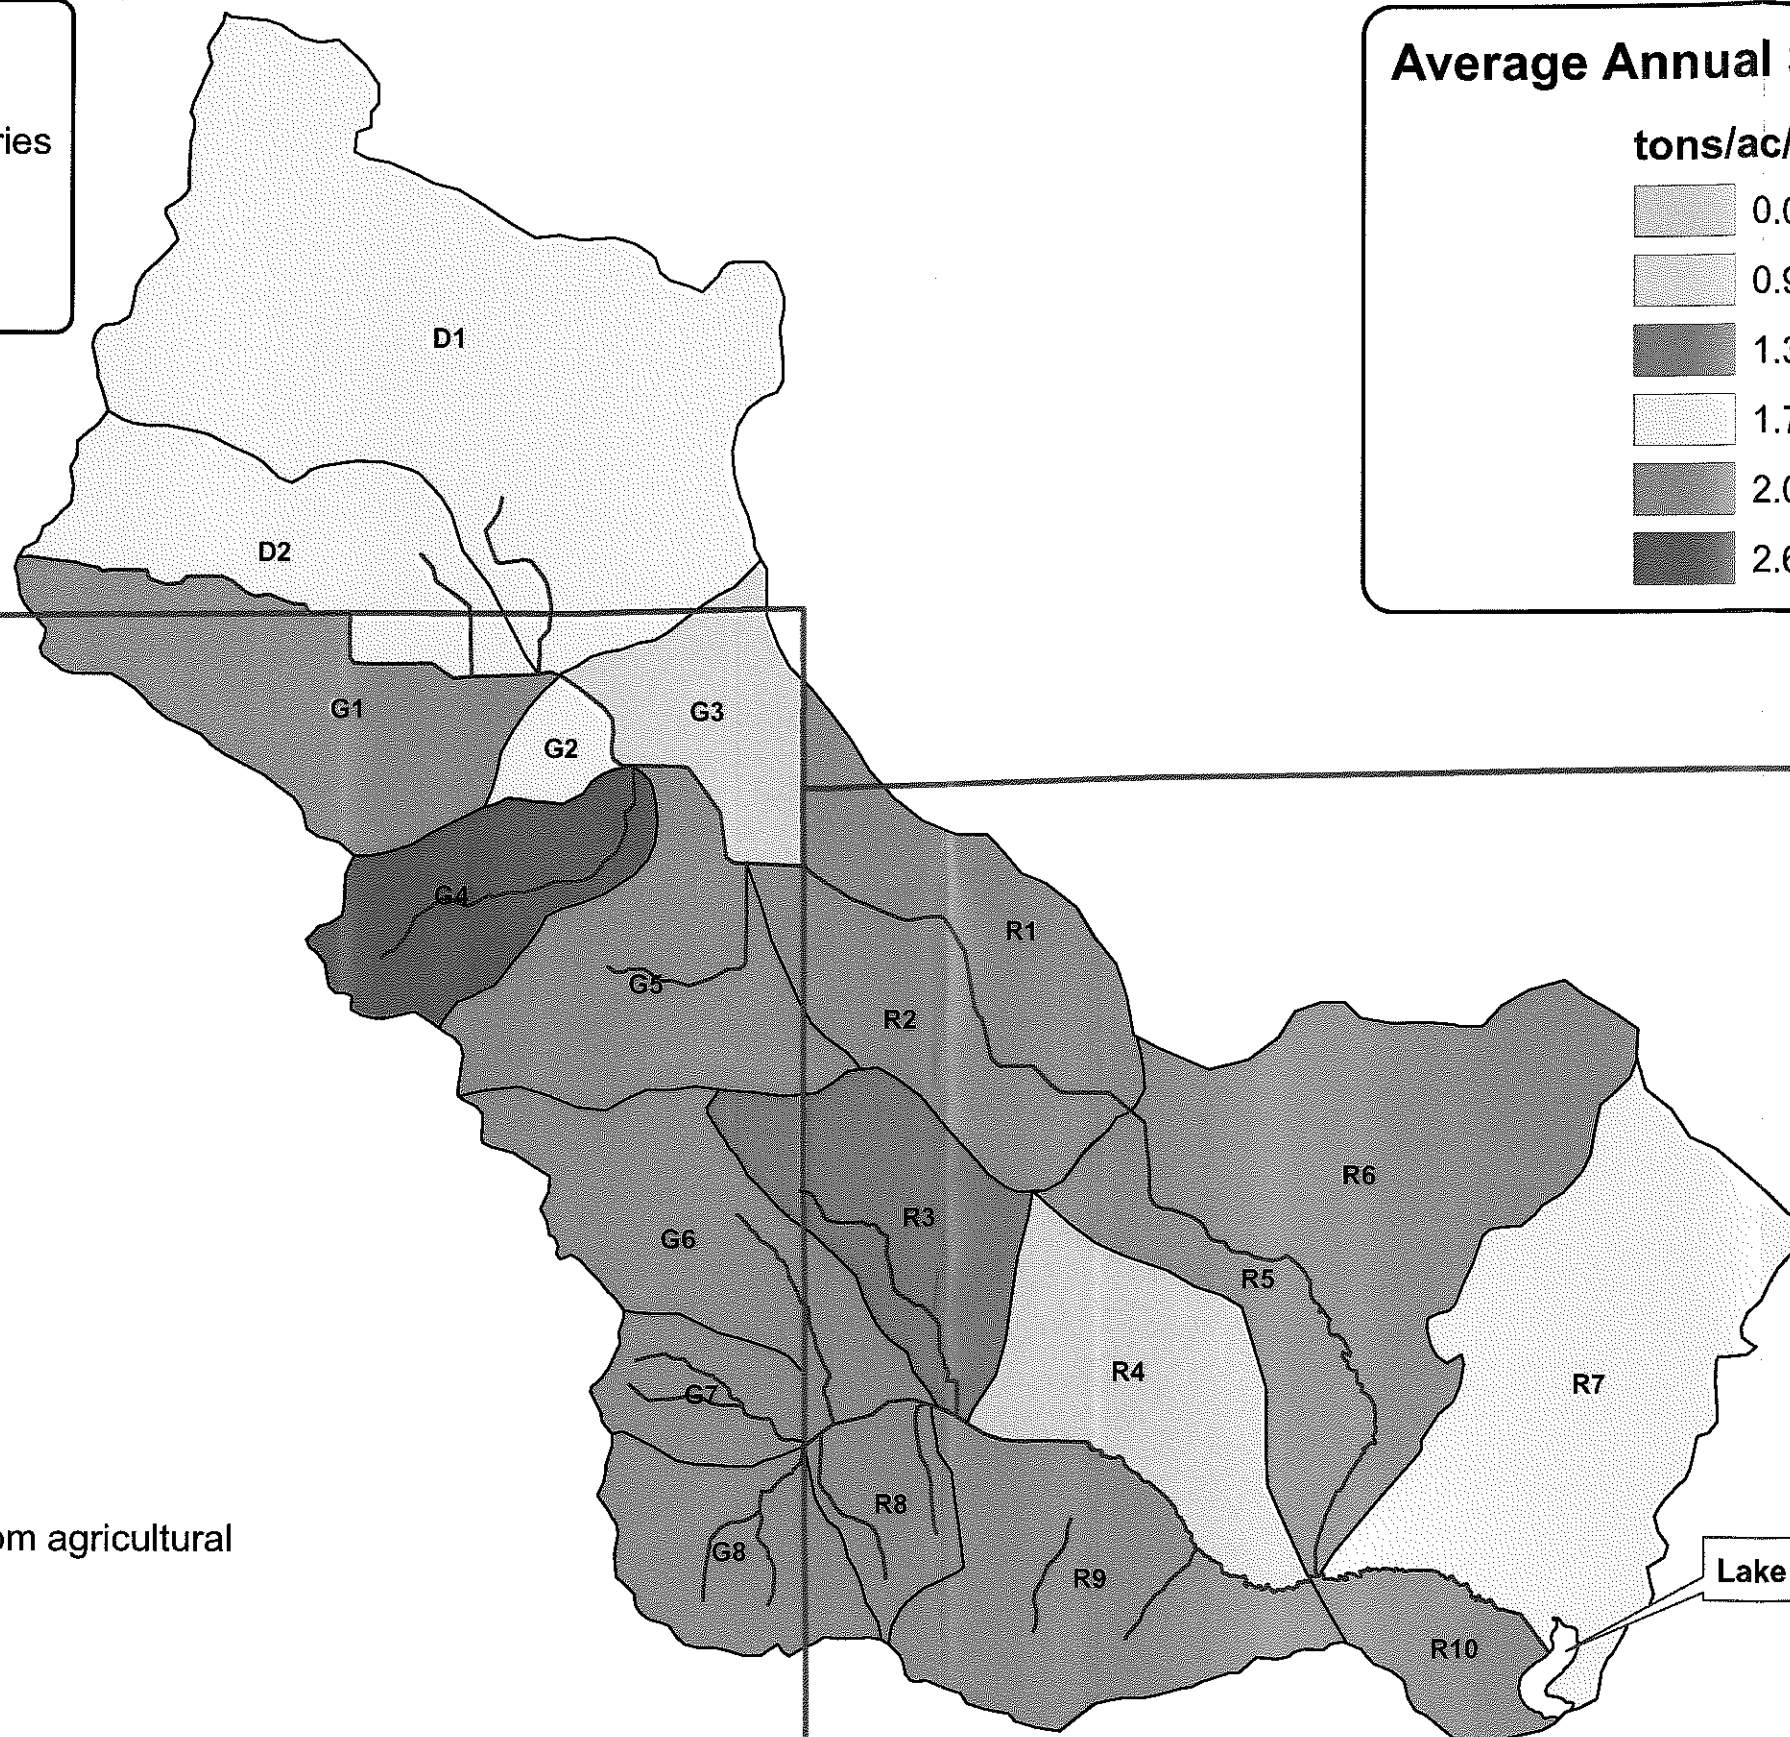 ries
Average Annual
tons/ac/
0.0
0.9
1.3
1.7
2.0
2.6
D1
D2
G1
G2
G3
G4
G5
R1
R2
R3
R6
G6
R5
R4
R7
G7
R8
G8
R9
R10
om agricultural
Lake